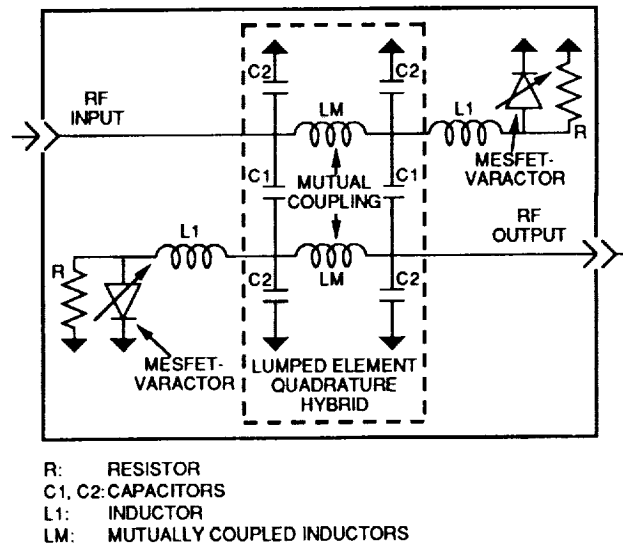 C2
C2
RF
INPUT
LM
L1
R
MESFET-
VARACTOR
C1
MUTUAL
COUPLING
C1
RF
OUTPUT
L1
LM
R
C2
C2
MESFET-
VARACTOR
LUMPED ELEMENT
QUADRATURE
HYBRID
R: RESISTOR
C1, C2: CAPACITORS
L1: INDUCTOR
LM: MUTUALLY COUPLED INDUCTORS